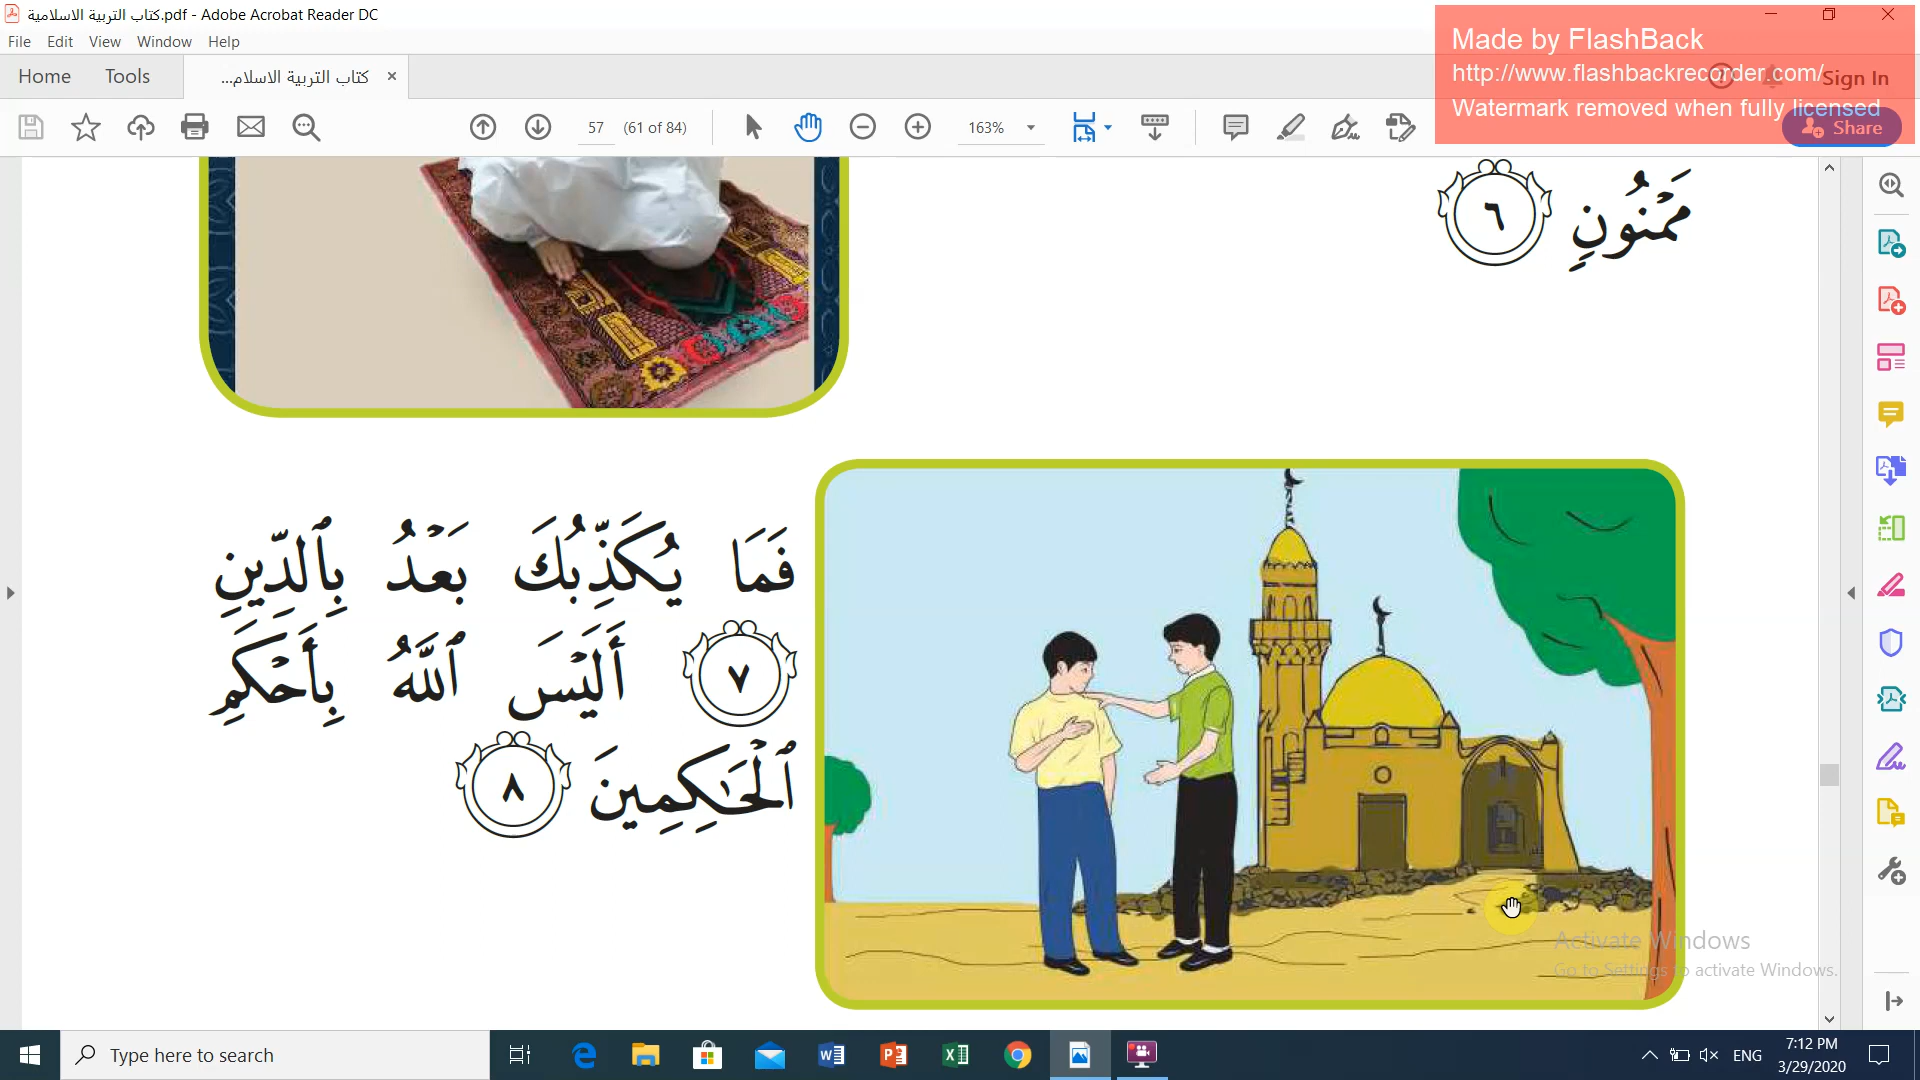 كتاب التربية الاسلامية.pdf - Adobe Acrobat Reader DC
File Edit View Window Help
Home Tools كتاب التربية الاسلام... ×
Sign In
57 (61 of 84) 163%
Share
Made by FlashBack
http://www.flashbackrecorder.com/
Watermark removed when fully licensed
مَمْنُونٍ ٦
فَمَا يُكَذِّبُكَ بَعْدُ بِٱلدِّينِ
٧ أَلَيْسَ ٱللَّهُ بِأَحْكَمِ
ٱلْحَـٰكِمِينَ ٨
Activate Windows
Go to Settings to activate Windows.
Type here to search
ENG
7:12 PM
3/29/2020